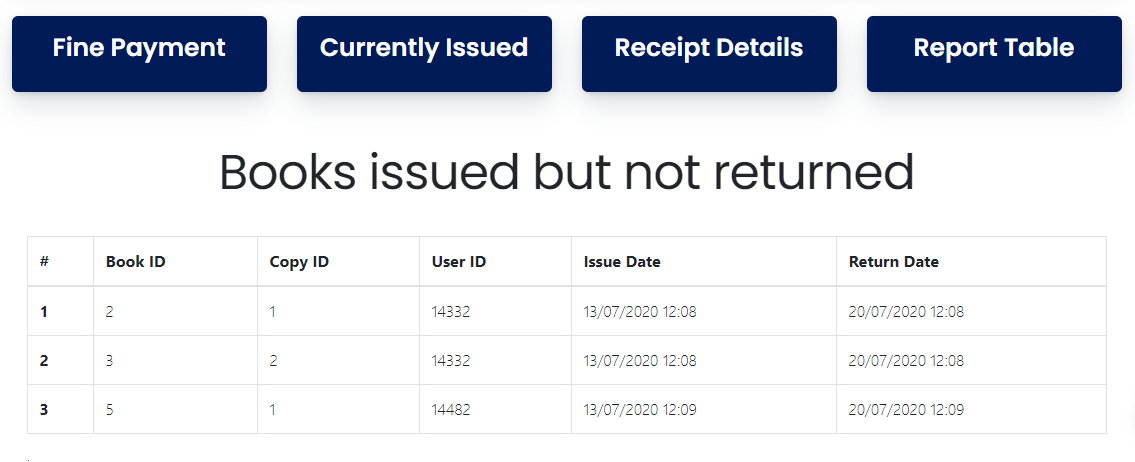 Fine Payment Currently Issued Receipt Details Report Table
Books issued but not returned
# Book ID Copy ID User ID Issue Date Return Date
1 2 1 14332 13/07/2020 12:08 20/07/2020 12:08
2 3 2 14332 13/07/2020 12:08 20/07/2020 12:08
3 5 1 14482 13/07/2020 12:09 20/07/2020 12:09
.